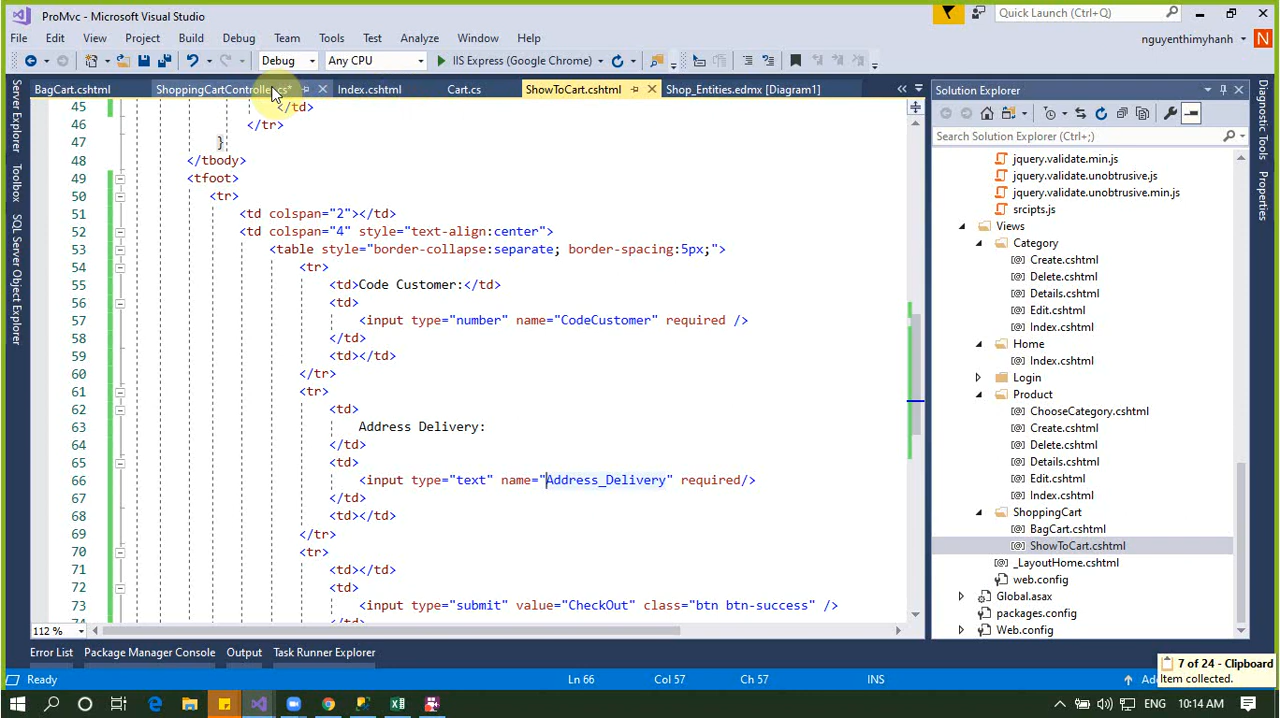 ProMvc - Microsoft Visual Studio
Quick Launch (Ctrl+Q)
File Edit View Project Build Debug Team Tools Test Analyze Window Help
nguyenthimyhanh N
Debug Any CPU IIS Express (Google Chrome)
BagCart.cshtml ShoppingCartController.cs* Index.cshtml Cart.cs ShowToCart.cshtml Shop_Entities.edmx [Diagram1]
45 </td>
46 </tr>
47 }
48 </tbody>
49 <tfoot>
50 <tr>
51 <td colspan="2"></td>
52 <td colspan="4" style="text-align:center">
53 <table style="border-collapse:separate; border-spacing:5px;">
54 <tr>
55 <td>Code Customer:</td>
56 <td>
57 <input type="number" name="CodeCustomer" required />
58 </td>
59 <td></td>
60 </tr>
61 <tr>
62 <td>
63 Address Delivery:
64 </td>
65 <td>
66 <input type="text" name="Address_Delivery" required/>
67 </td>
68 <td></td>
69 </tr>
70 <tr>
71 <td></td>
72 <td>
73 <input type="submit" value="CheckOut" class="btn btn-success" />
74 </td>
112 %
Server Explorer
Toolbox
SQL Server Object Explorer
Solution Explorer
Search Solution Explorer (Ctrl+;)
jquery.validate.min.js
jquery.validate.unobtrusive.js
jquery.validate.unobtrusive.min.js
srcipts.js
Views
Category
Create.cshtml
Delete.cshtml
Details.cshtml
Edit.cshtml
Index.cshtml
Home
Index.cshtml
Login
Product
ChooseCategory.cshtml
Create.cshtml
Delete.cshtml
Details.cshtml
Edit.cshtml
Index.cshtml
ShoppingCart
BagCart.cshtml
ShowToCart.cshtml
_LayoutHome.cshtml
web.config
Global.asax
packages.config
Web.config
Diagnostic Tools
Properties
Error List Package Manager Console Output Task Runner Explorer
7 of 24 - Clipboard
Item collected.
Ready Ln 66 Col 57 Ch 57 INS
ENG 10:14 AM